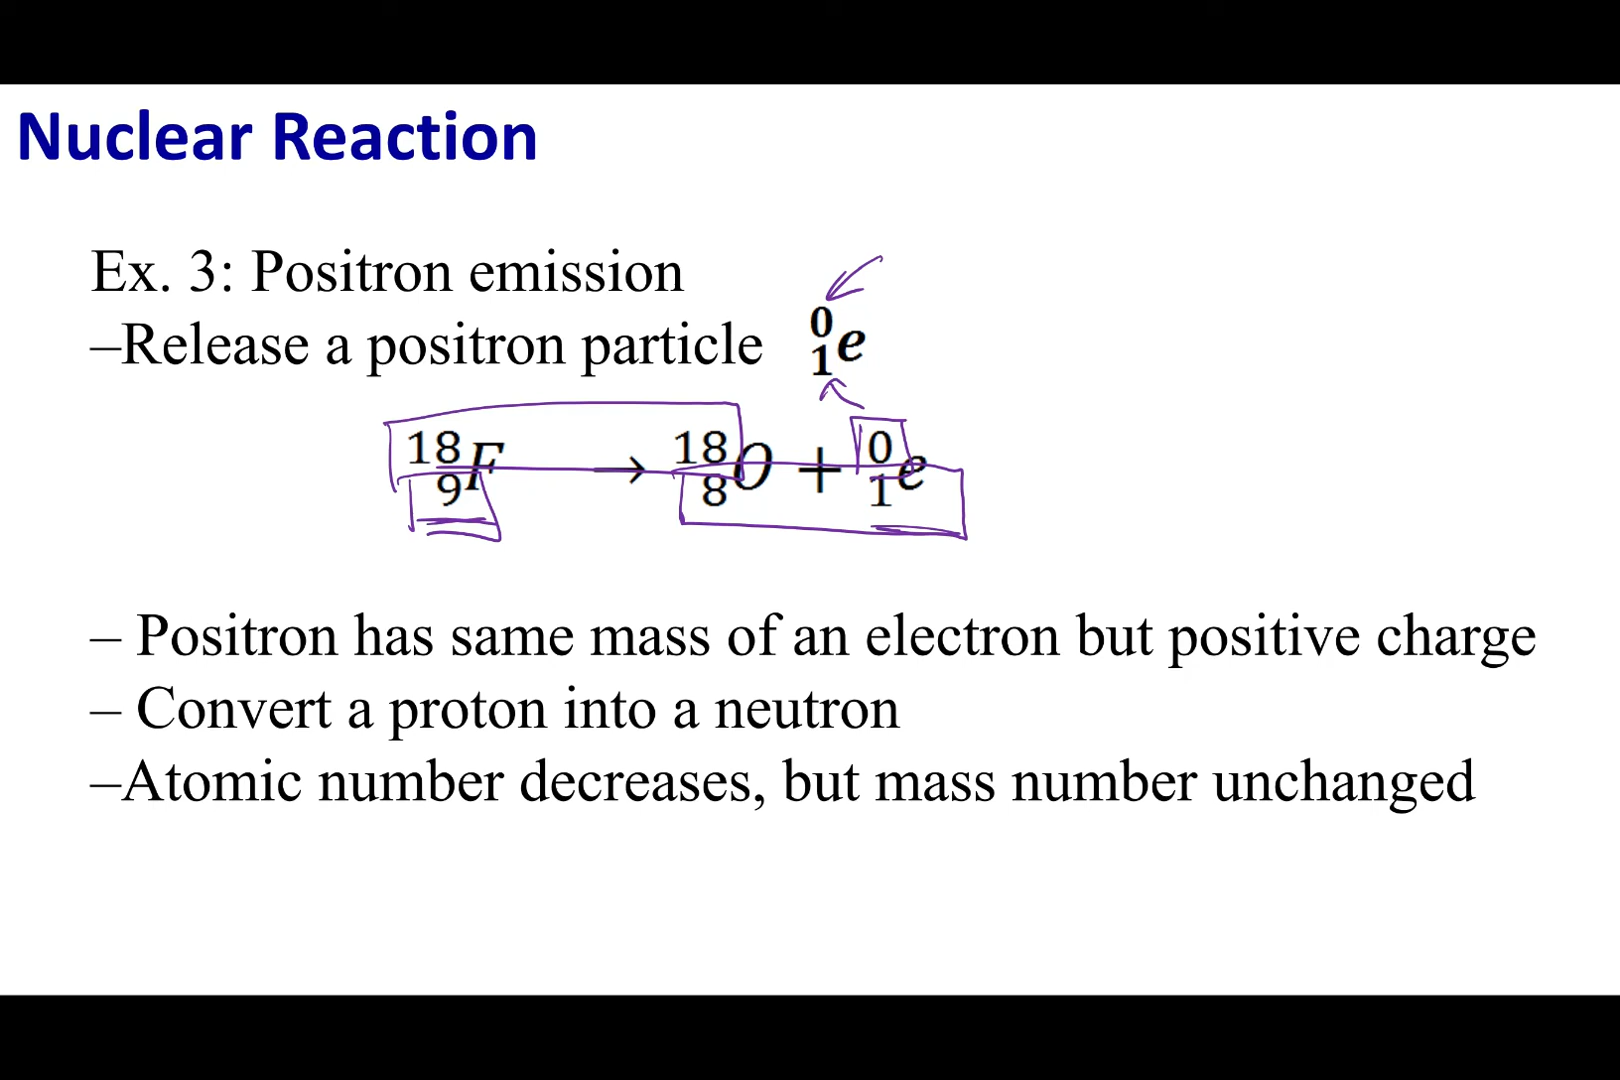 Nuclear Reaction
Ex. 3: Positron emission
–Release a positron particle ⁰₁e
¹⁸₉F → ¹⁸₈O + ⁰₁e
– Positron has same mass of an electron but positive charge
– Convert a proton into a neutron
–Atomic number decreases, but mass number unchanged